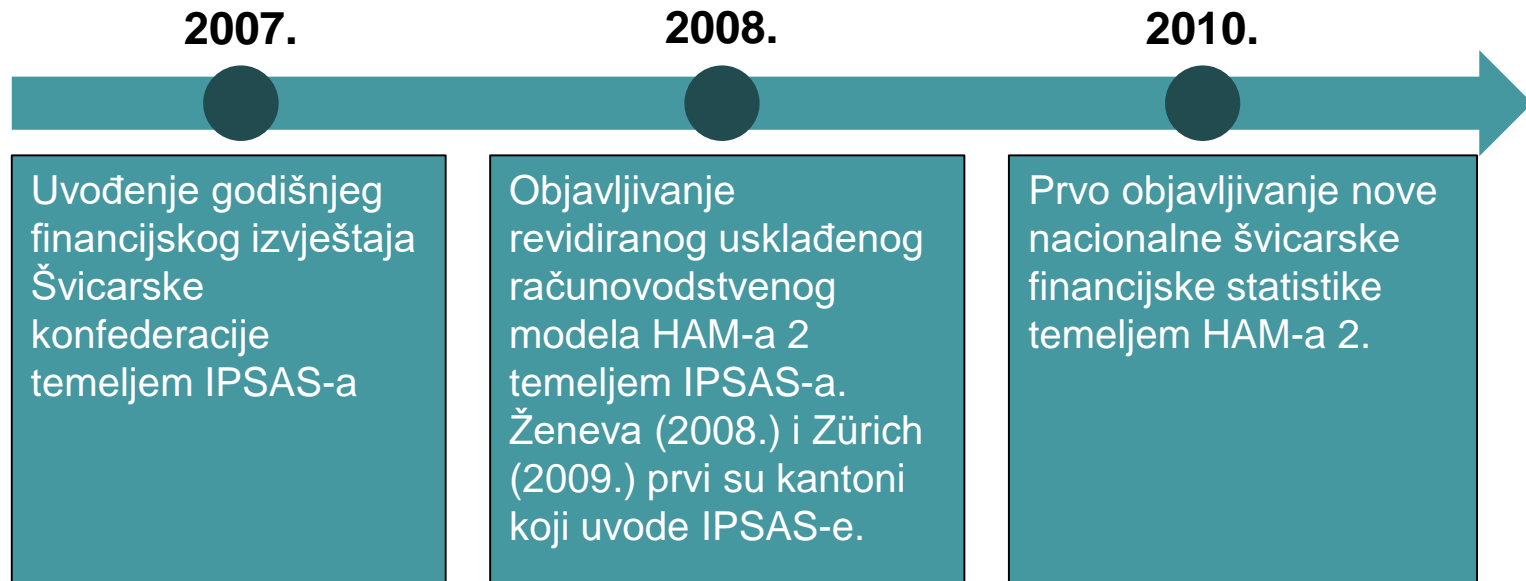 2007.
2008.
2010.
Uvođenje godišnjeg
financijskog izvještaja
Švicarske
konfederacije
temeljem IPSAS-a
Objavljivanje
revidiranog usklađenog
računovodstvenog
modela HAM-a 2
temeljem IPSAS-a.
Ženeva (2008.) i Zürich
(2009.) prvi su kantoni
koji uvode IPSAS-e.
Prvo objavljivanje nove
nacionalne švicarske
financijske statistike
temeljem HAM-a 2.